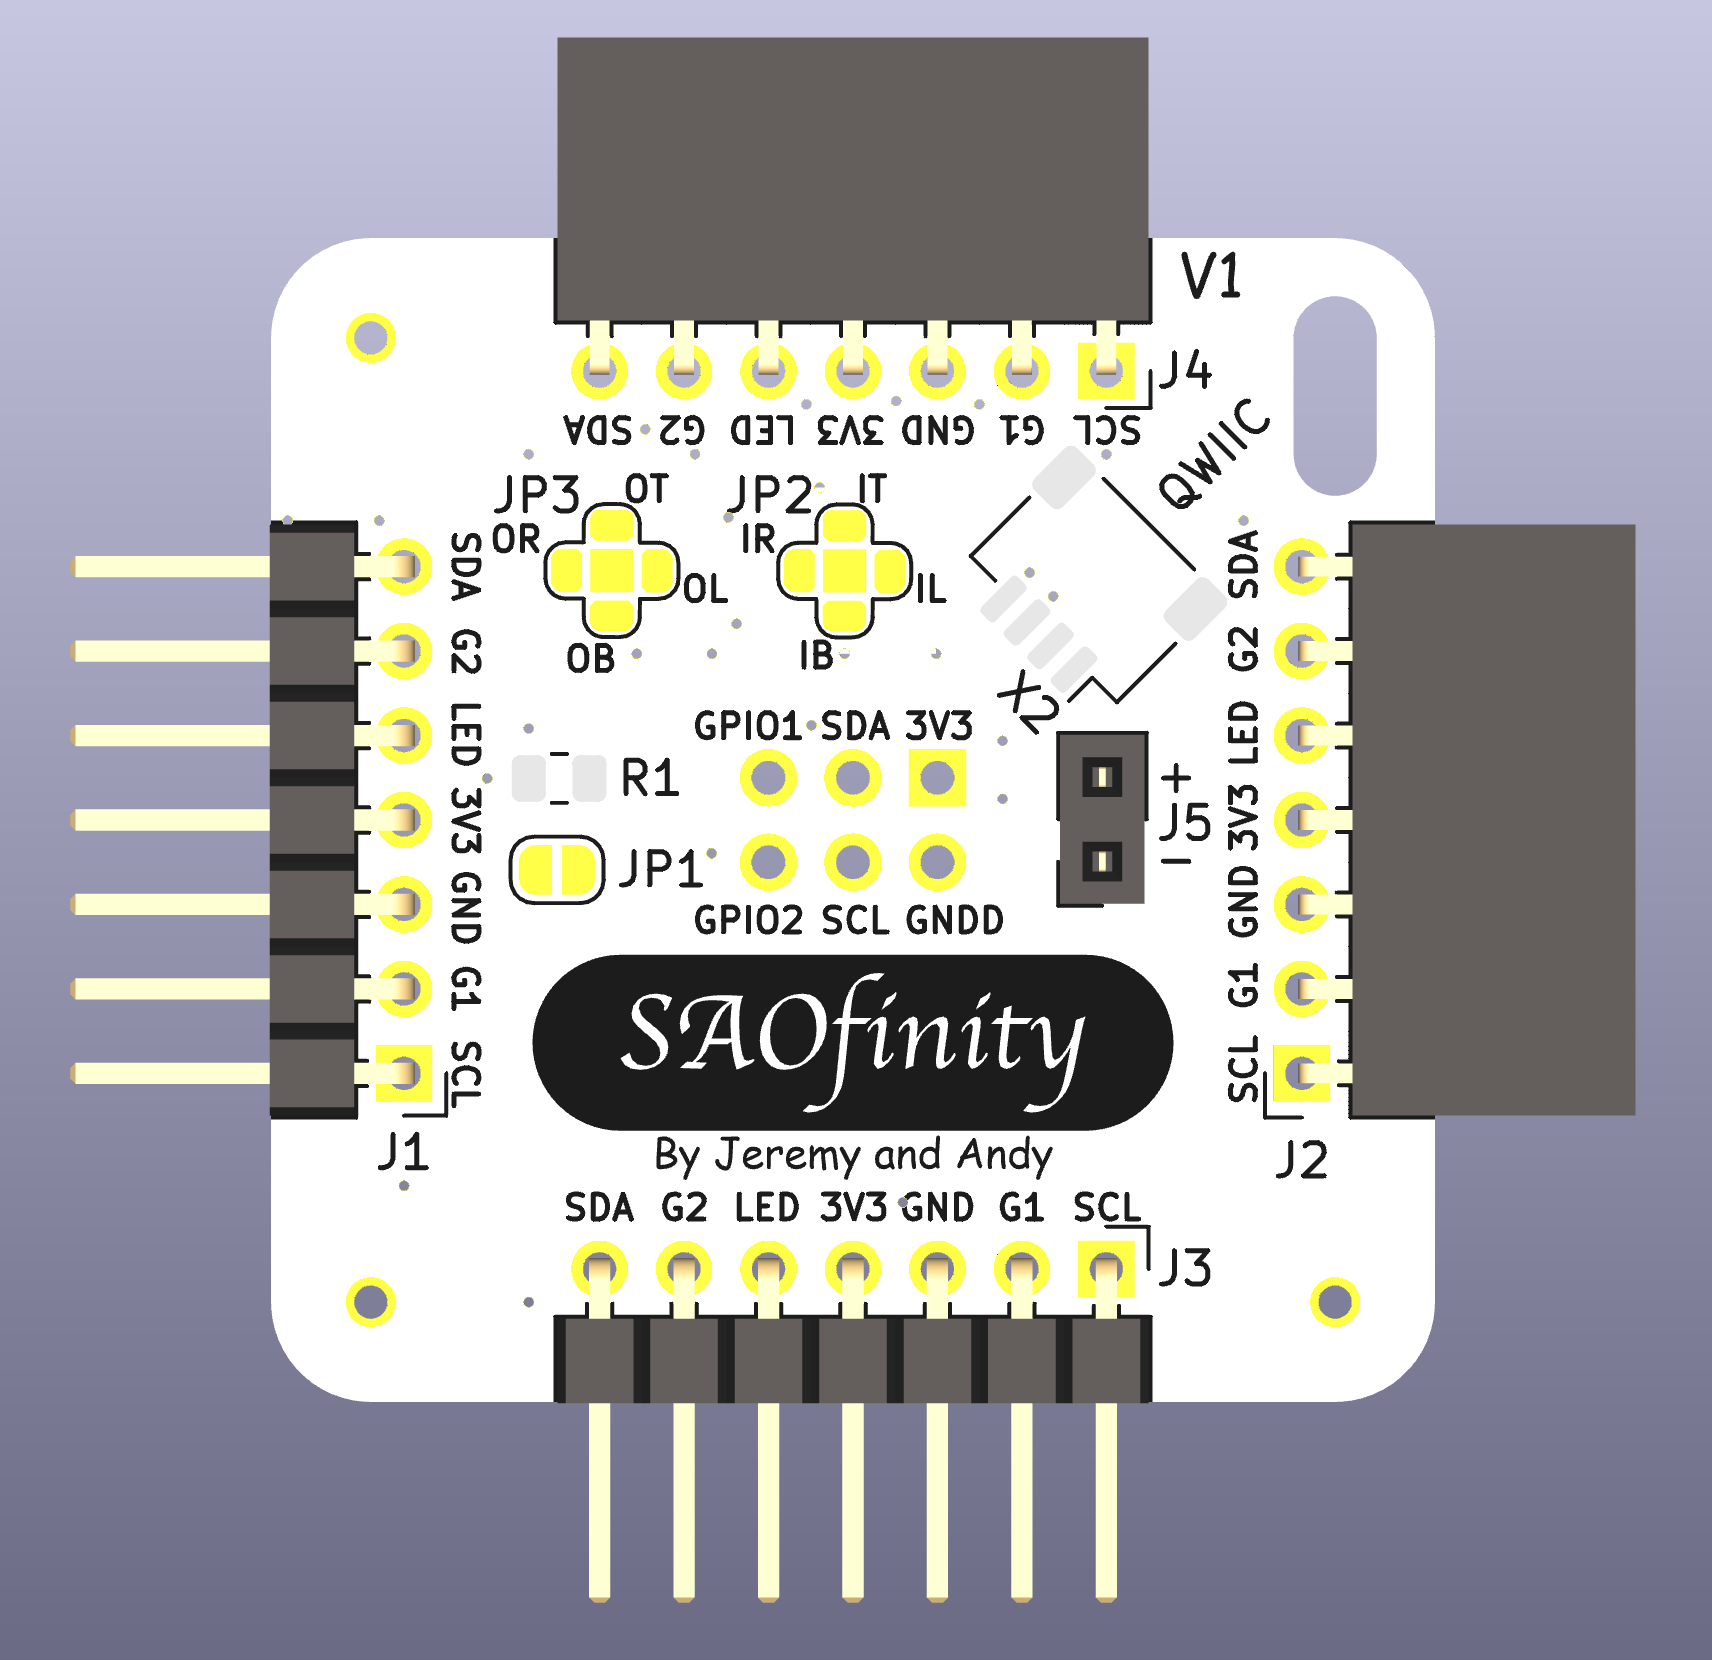 V1
J4
SDA G2 LED 3V3 GND G1 SCL
QWIIC
JP3 OT JP2 IT
OR IR
OL IL
OB IB
X2
SDA
G2
LED
3V3
GND
G1
SCL
J1
SDA
G2
LED
3V3
GND
G1
SCL
J2
GPIO1 SDA 3V3
R1
+
J5
-
JP1
GPIO2 SCL GNDD
SAOfinity
By Jeremy and Andy
SDA G2 LED 3V3 GND G1 SCL
J3